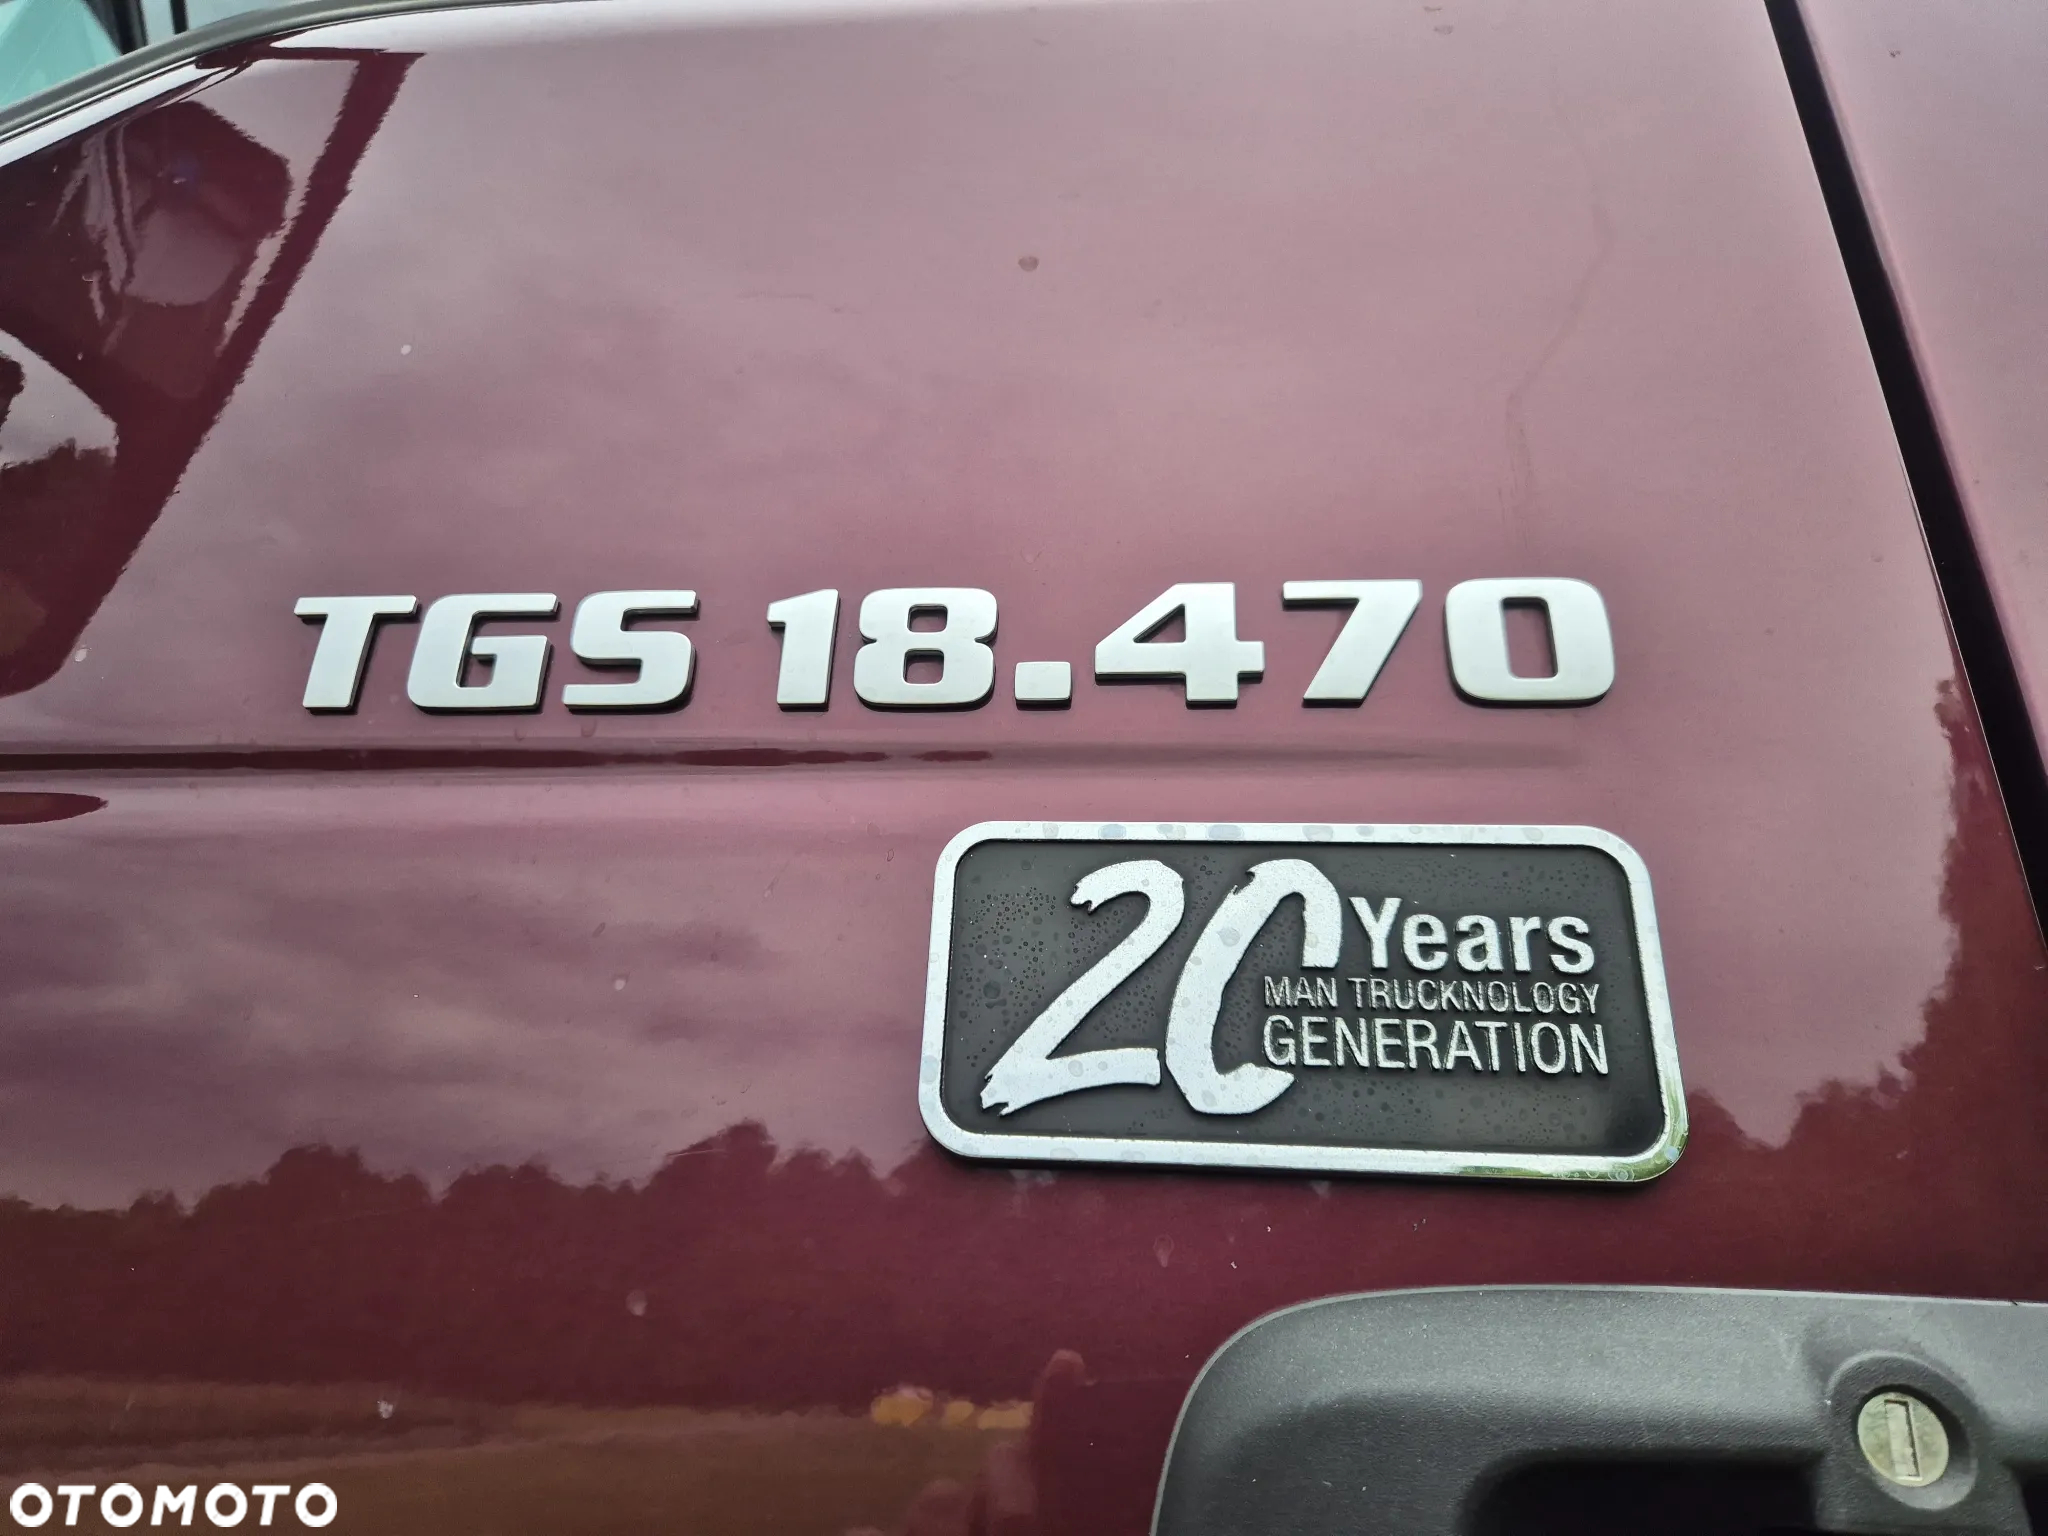 TGS 18.470
20 Years
MAN TRUCKNOLOGY
GENERATION
OTOMOTO